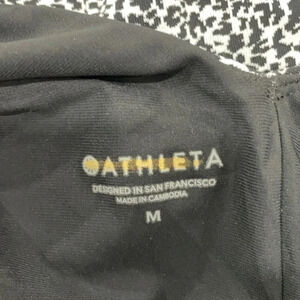 ATHLETA
DESIGNED IN SAN FRANCISCO
MADE IN CAMBODIA
M